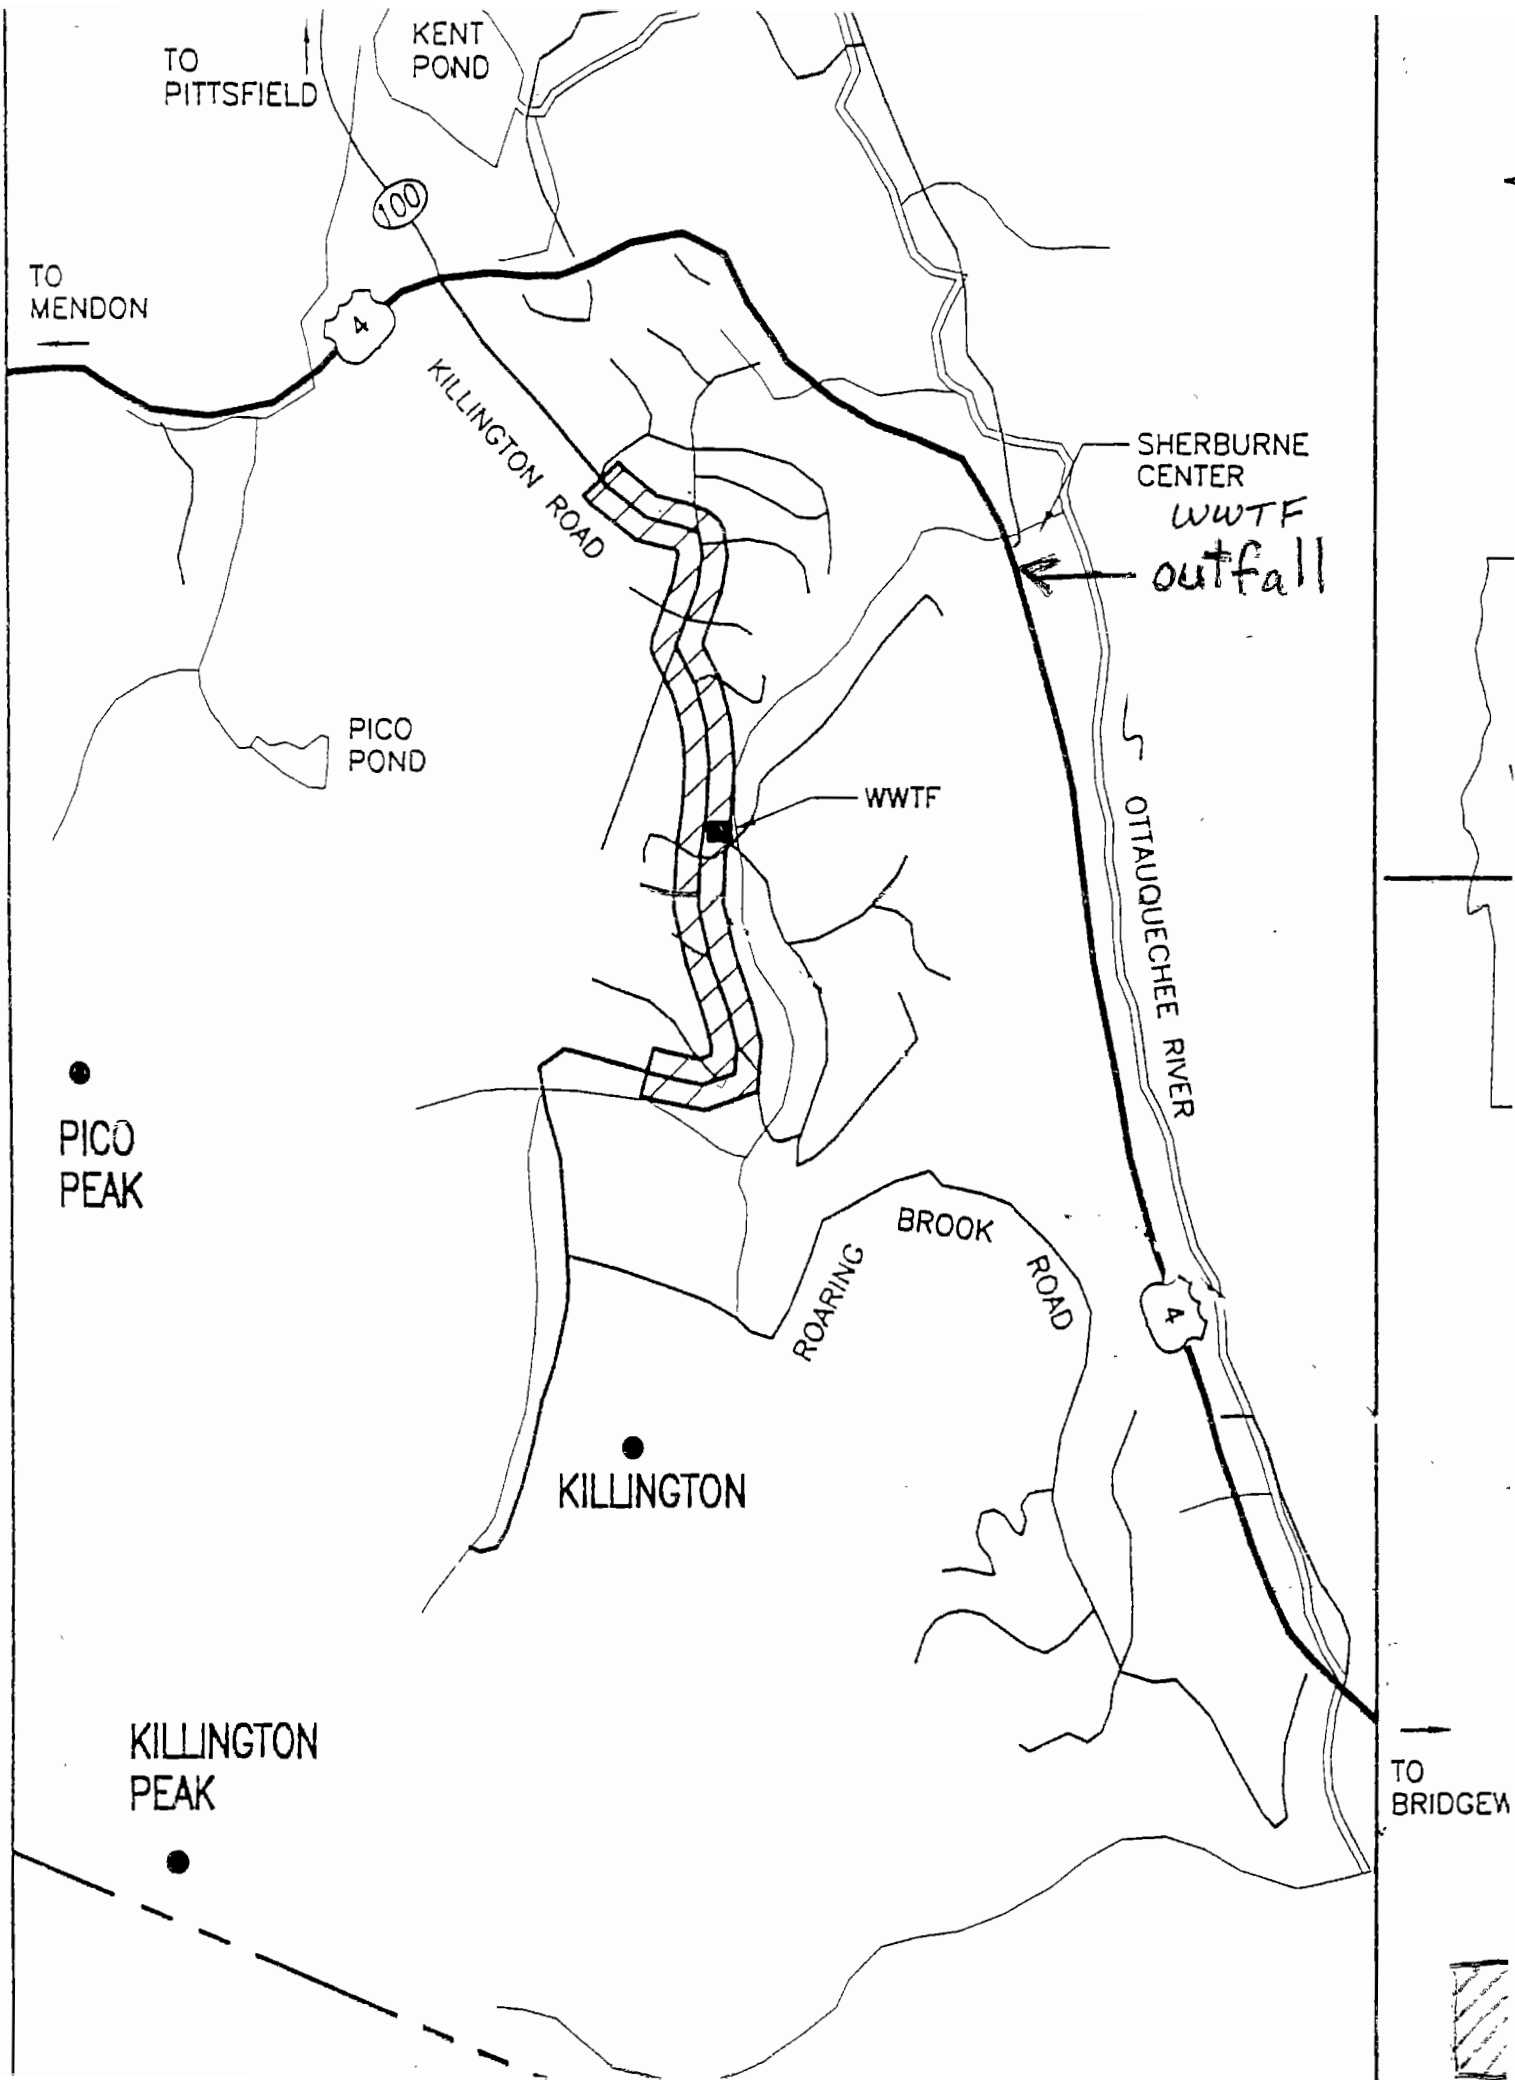 KENT
POND
TO
PITTSFIELD
100
TO
MENDON
4
KILLINGTON ROAD
SHERBURNE
CENTER
WWTF
outfall
PICO
POND
WWTF
OTTAUQUECHEE RIVER
PICO
PEAK
ROARING BROOK ROAD
4
KILLINGTON
KILLINGTON
PEAK
TO
BRIDGEW